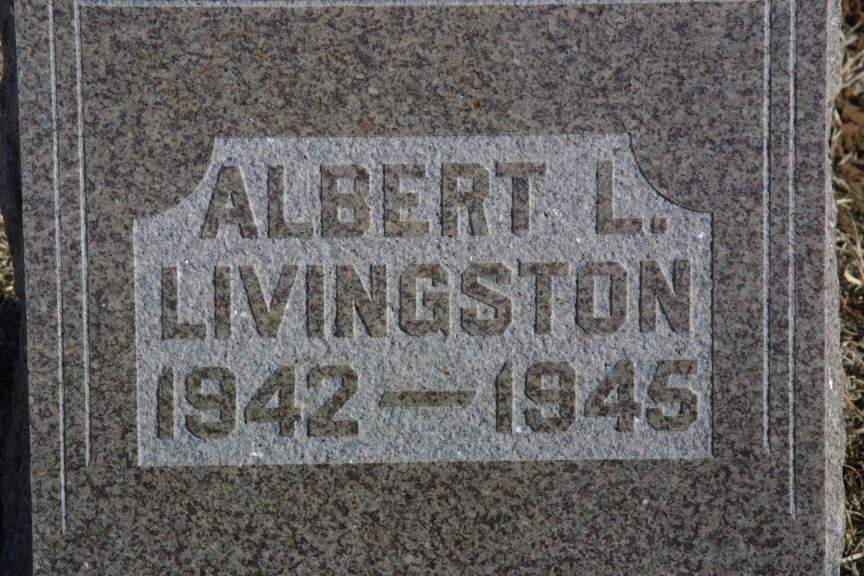 ALBERT L.
LIVINGSTON
1942 — 1945